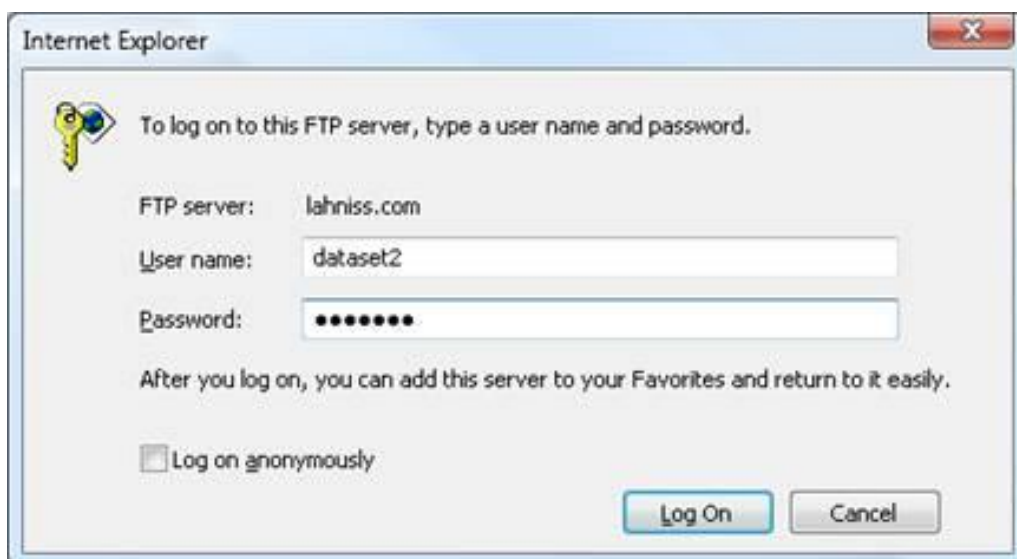 Internet Explorer
To log on to this FTP server, type a user name and password.
FTP server: lahniss.com
User name: dataset2
Password: •••••••
After you log on, you can add this server to your Favorites and return to it easily.
Log on anonymously
Log On Cancel